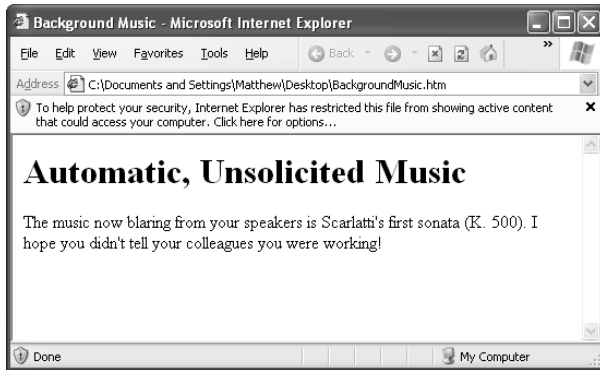 Background Music - Microsoft Internet Explorer
File Edit View Favorites Tools Help Back »
Address C:\Documents and Settings\Matthew\Desktop\BackgroundMusic.htm
To help protect your security, Internet Explorer has restricted this file from showing active content
that could access your computer. Click here for options...
Automatic, Unsolicited Music
The music now blaring from your speakers is Scarlatti's first sonata (K. 500). I
hope you didn't tell your colleagues you were working!
Done My Computer